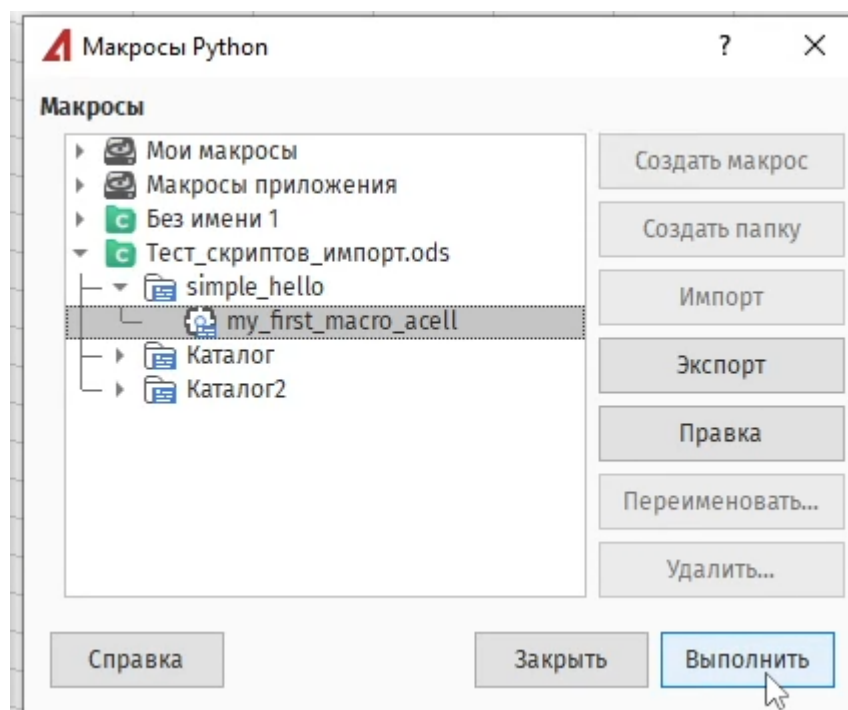 Макросы Python
?
Макросы
Мои макросы
Макросы приложения
Без имени 1
Тест_скриптов_импорт.ods
simple_hello
my_first_macro_acell
Каталог
Каталог2
Создать макрос
Создать папку
Импорт
Экспорт
Правка
Переименовать...
Удалить...
Справка
Закрыть
Выполнить